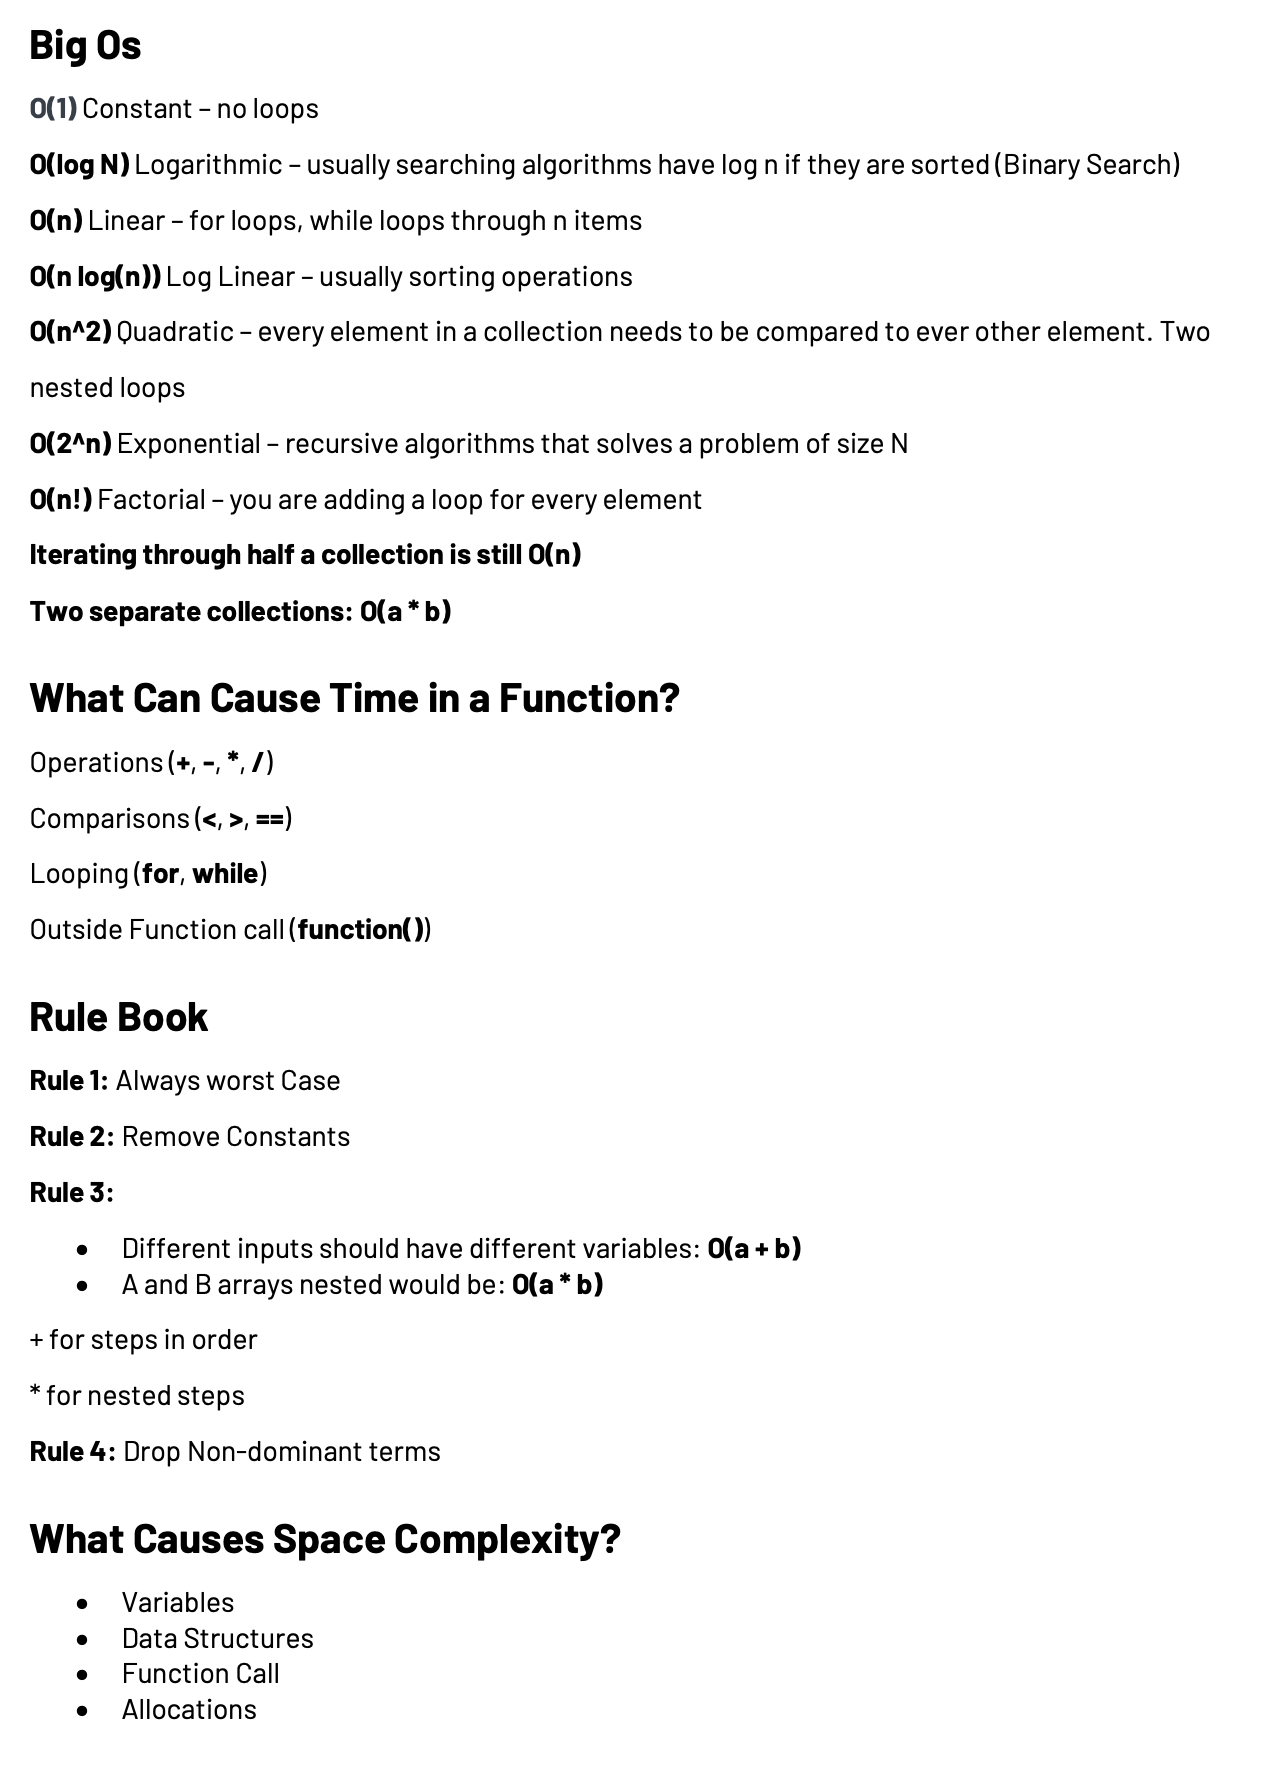 Big Os
O(1) Constant – no loops
O(log N) Logarithmic – usually searching algorithms have log n if they are sorted (Binary Search)
O(n) Linear – for loops, while loops through n items
O(n log(n)) Log Linear – usually sorting operations
O(n^2) Quadratic – every element in a collection needs to be compared to ever other element. Two
nested loops
O(2^n) Exponential – recursive algorithms that solves a problem of size N
O(n!) Factorial – you are adding a loop for every element
Iterating through half a collection is still O(n)
Two separate collections: O(a * b)
What Can Cause Time in a Function?
Operations (+, -, *, /)
Comparisons (<, >, ==)
Looping (for, while)
Outside Function call (function())
Rule Book
Rule 1: Always worst Case
Rule 2: Remove Constants
Rule 3:
• Different inputs should have different variables: O(a + b)
• A and B arrays nested would be: O(a * b)
+ for steps in order
* for nested steps
Rule 4: Drop Non-dominant terms
What Causes Space Complexity?
• Variables
• Data Structures
• Function Call
• Allocations